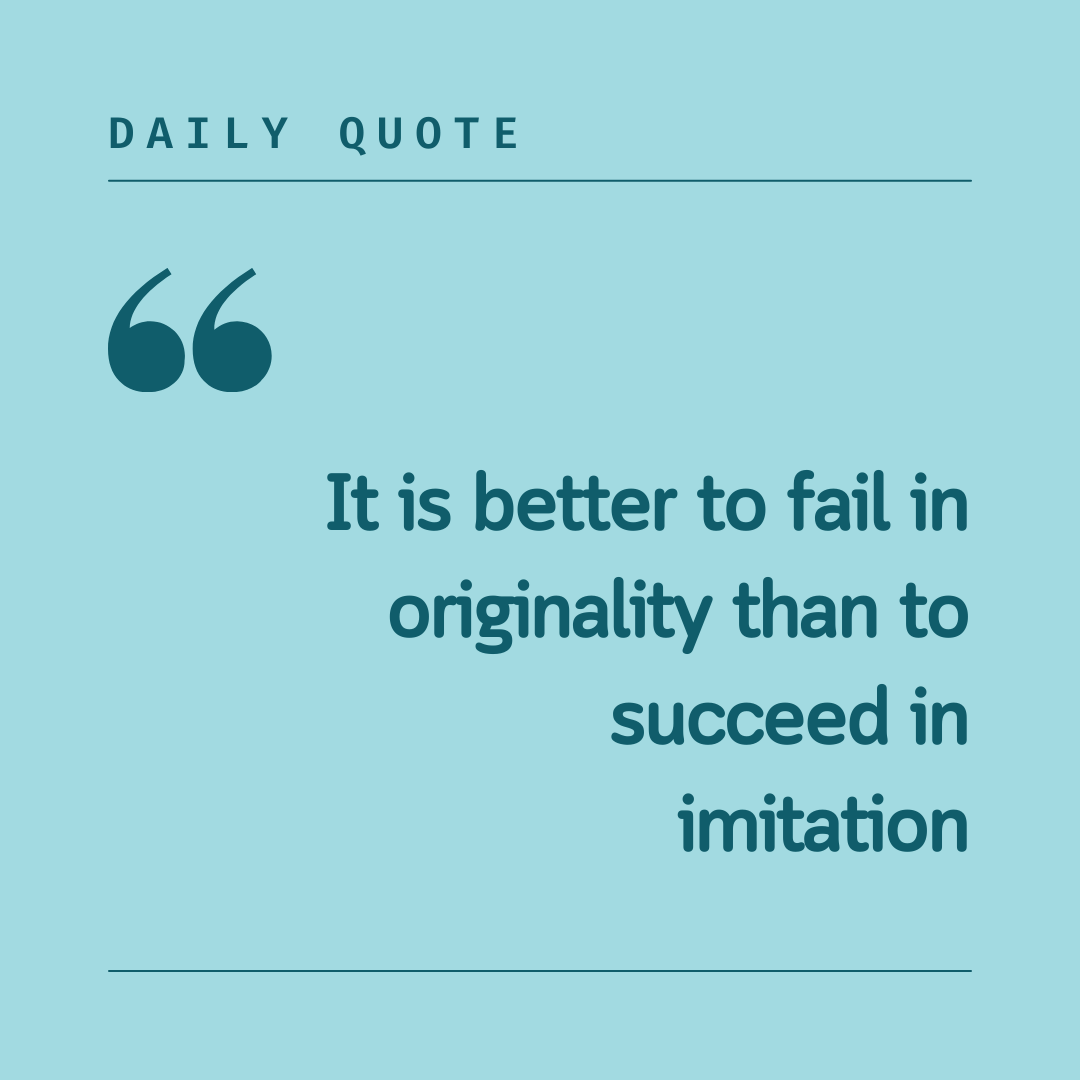 DAILY QUOTE
“
It is better to fail in
originality than to
succeed in
imitation